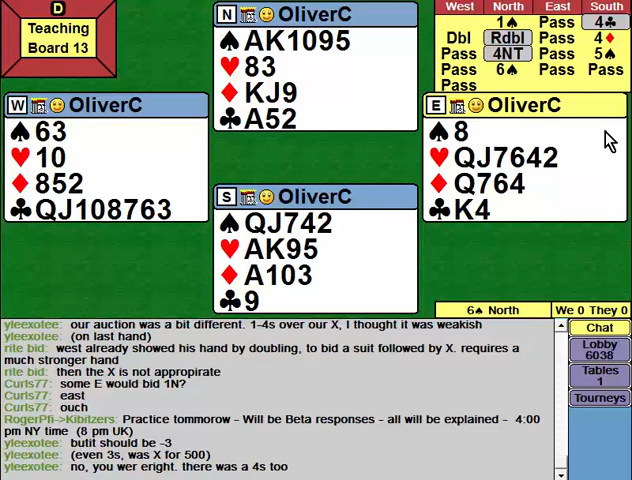 D
Teaching
Board 13
N OliverC
♠AK1095
♥83
♦KJ9
♣A52
West North East South
1♠ Pass 4♣
Dbl Rdbl Pass 4♦
Pass 4NT Pass 5♠
Pass 6♠ Pass Pass
Pass
W OliverC
♠63
♥10
♦852
♣QJ108763
E OliverC
♠8
♥QJ7642
♦Q764
♣K4
S OliverC
♠QJ742
♥AK95
♦A103
♣9
6♠ North We 0 They 0
yleexotee: our auction was a bit different. 1-4s over our X, I thought it was weakish
yleexotee: (on last hand)
rite bid: west already showed his hand by doubling, to bid a suit followed by X. requires a
much stronger hand
rite bid: then the X is not appropirate
Curls77: some E would bid 1N?
Curls77: east
Curls77: ouch
RogerPfi->Kibitzers: Practice tommorow - Will be Beta responses - all will be explained - 4:00
pm NY time (8 pm UK)
yleexotee: butit should be -3
yleexotee: (even 3s, was X for 500)
yleexotee: no, you wer eright. there was a 4s too
Chat
Lobby
6038
Tables
1
Tourneys